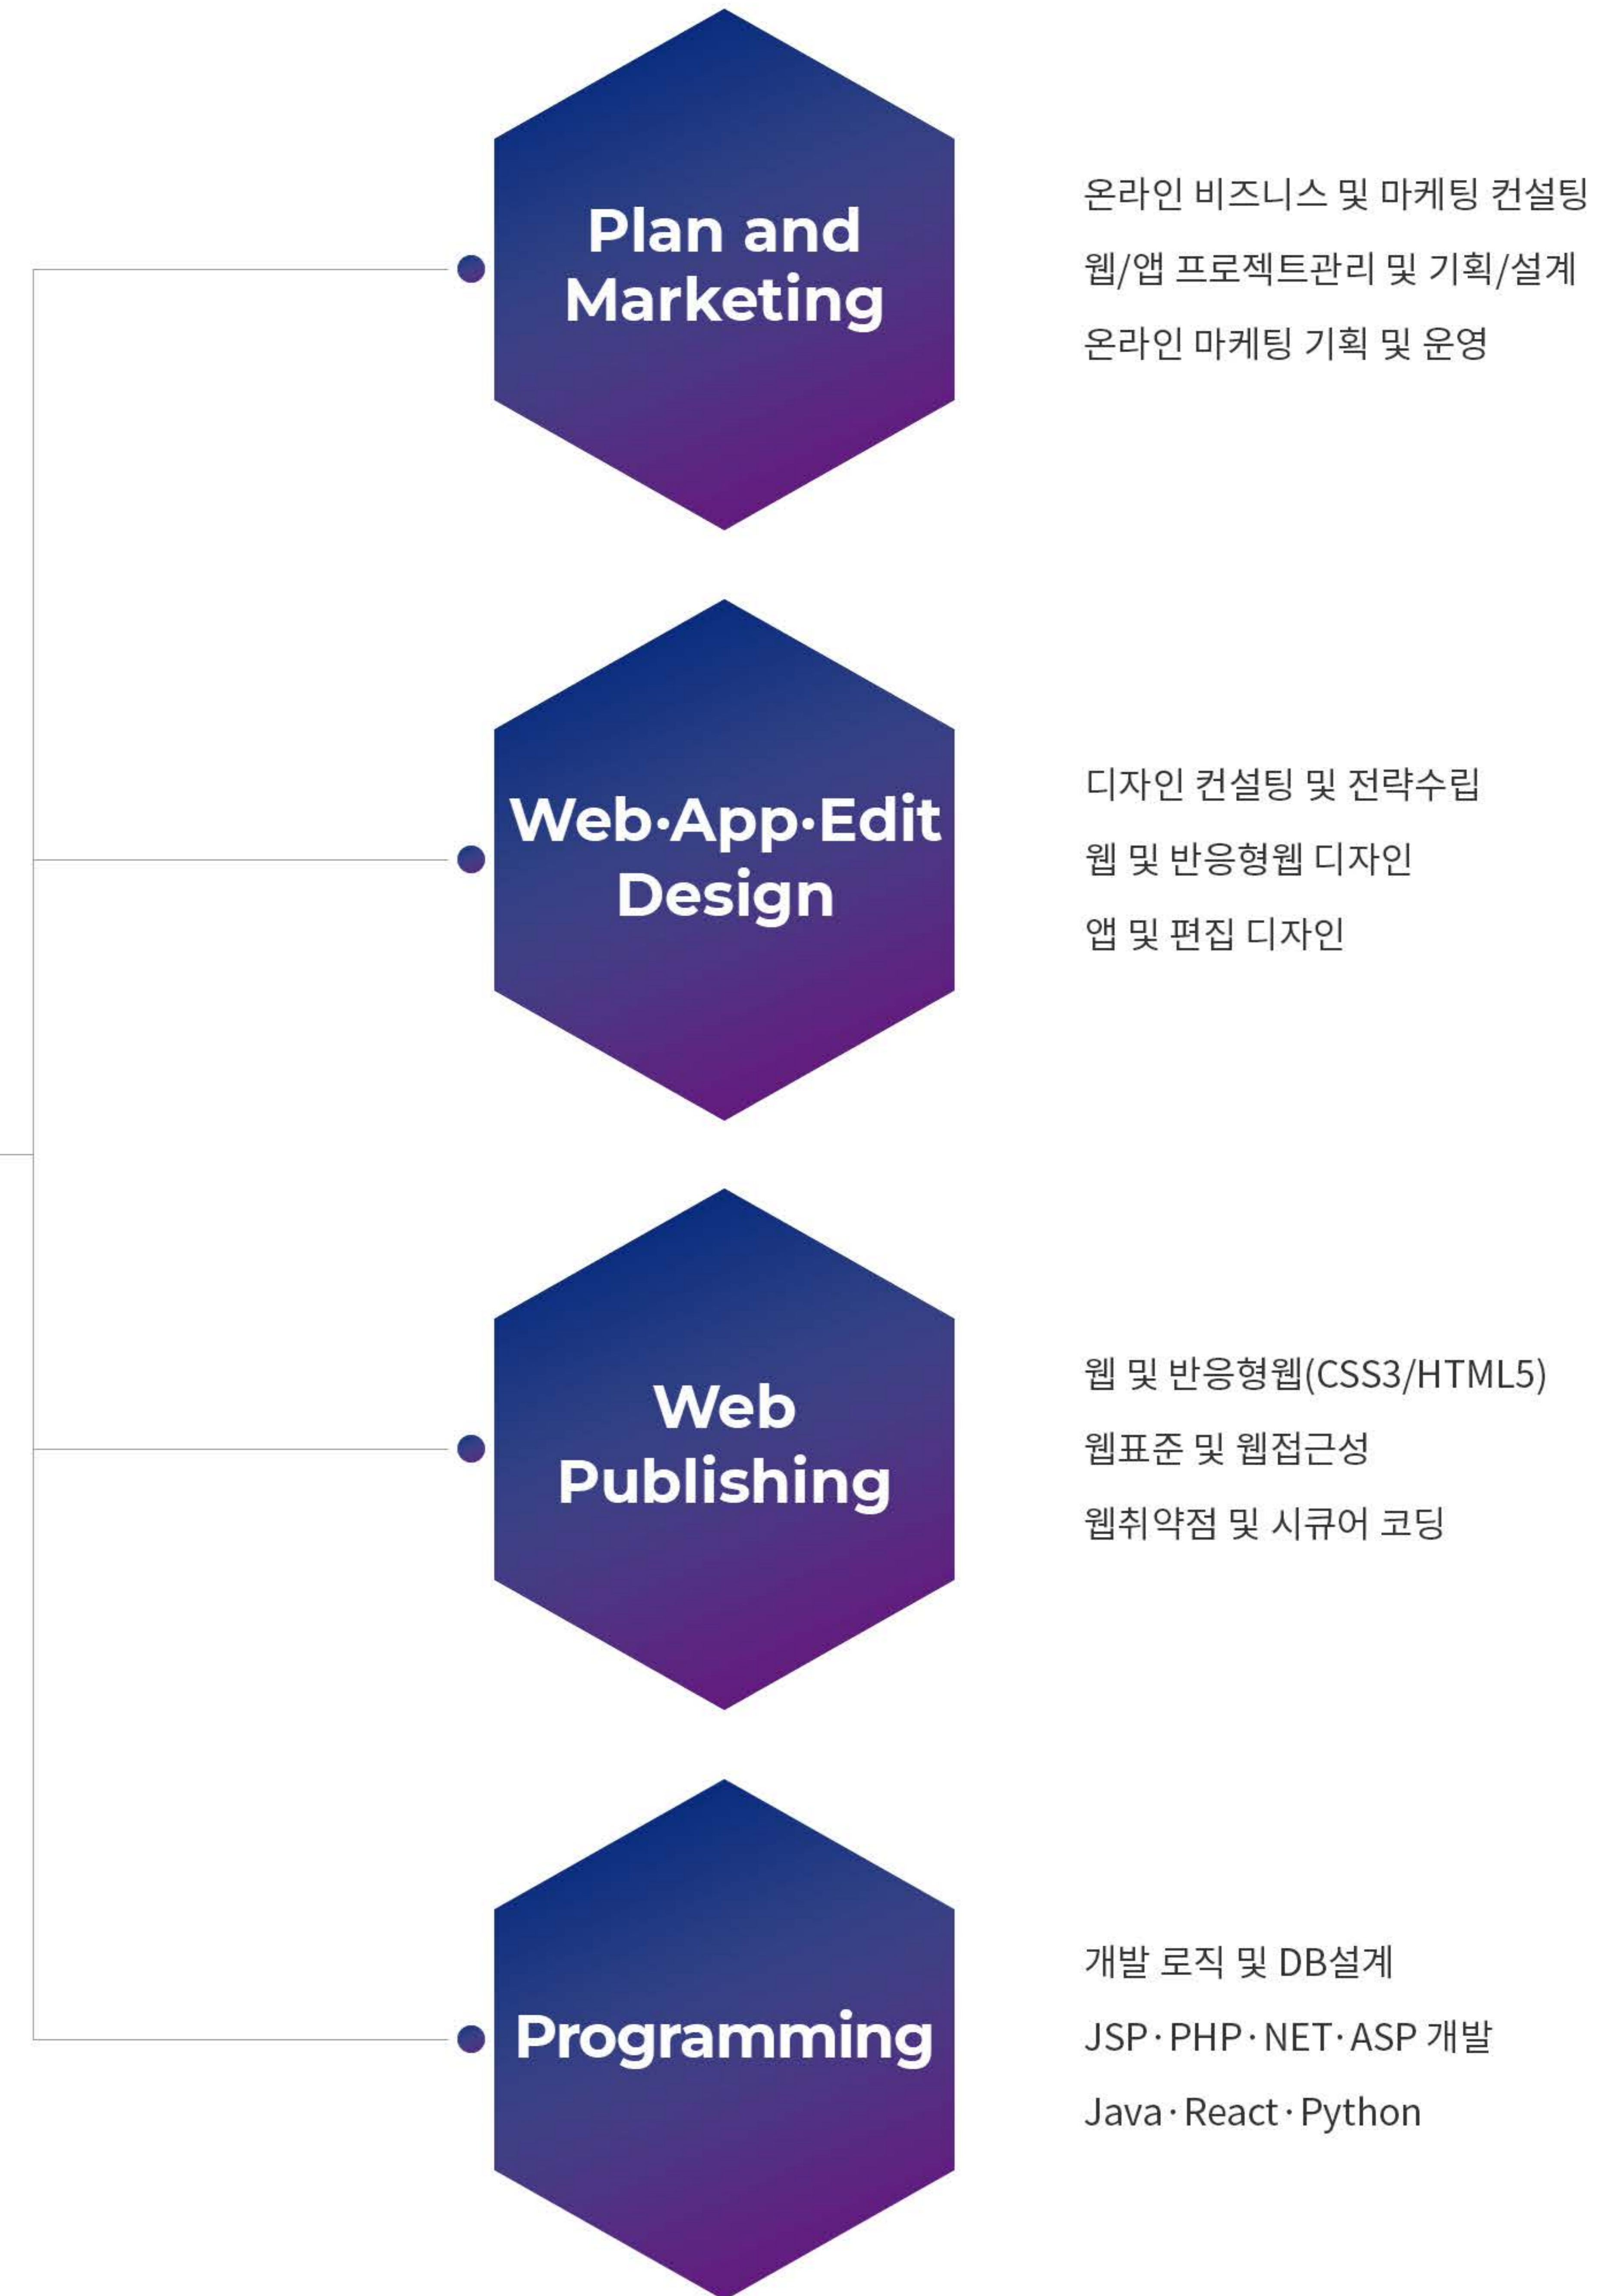 Plan and
Marketing
온라인 비즈니스 및 마케팅 컨설팅
웹/앱 프로젝트관리 및 기획/설계
온라인 마케팅 기획 및 운영
Web·App·Edit
Design
디자인 컨설팅 및 전략수립
웹 및 반응형웹 디자인
앱 및 편집 디자인
Web
Publishing
웹 및 반응형웹(CSS3/HTML5)
웹표준 및 웹접근성
웹취약점 및 시큐어 코딩
Programming
개발 로직 및 DB설계
JSP·PHP·NET·ASP 개발
Java·React·Python